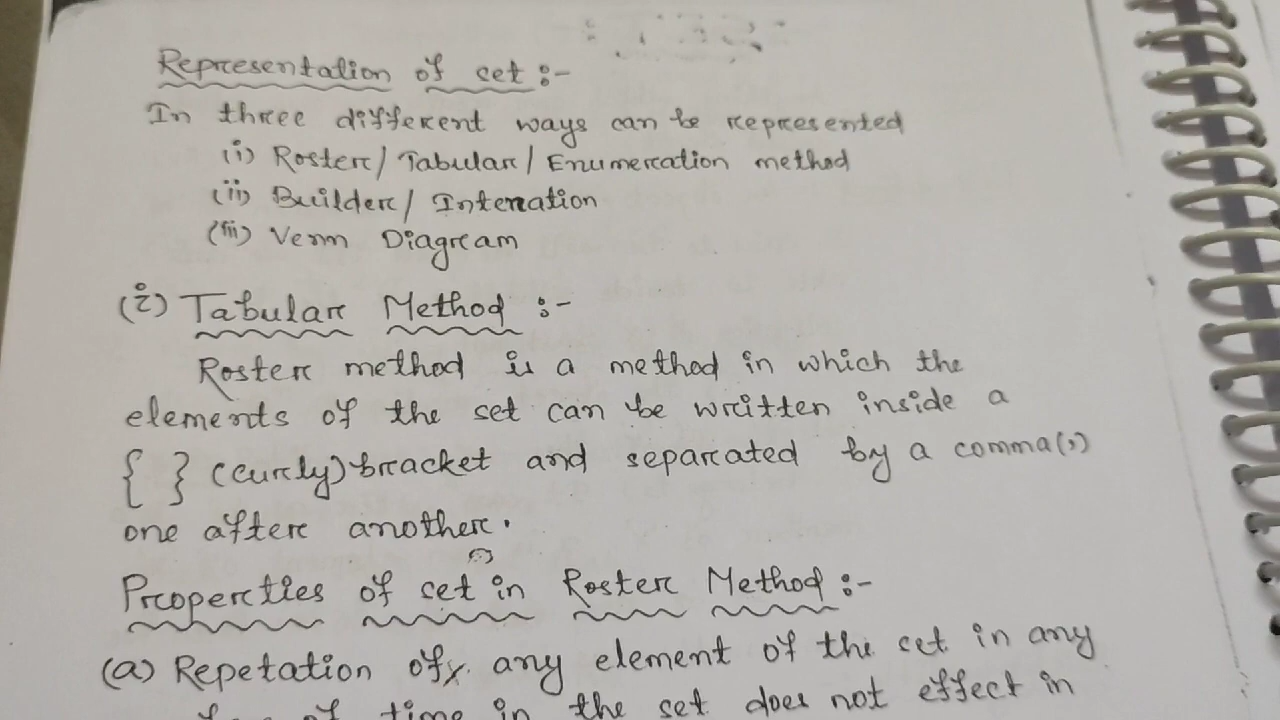 Representation of set :-
In three different ways can be represented
(i) Roster/ Tabular / Enumeration method
(ii) Builder/ Interation
(iii) Venn Diagram
(i) Tabular Method :-
Roster method is a method in which the
elements of the set can be written inside a
{ } (curly) bracket and separated by a comma(,)
one after another.
Properties of set in Roster Method :-
(a) Repetation of any element of the set in any
of time in the set does not effect in